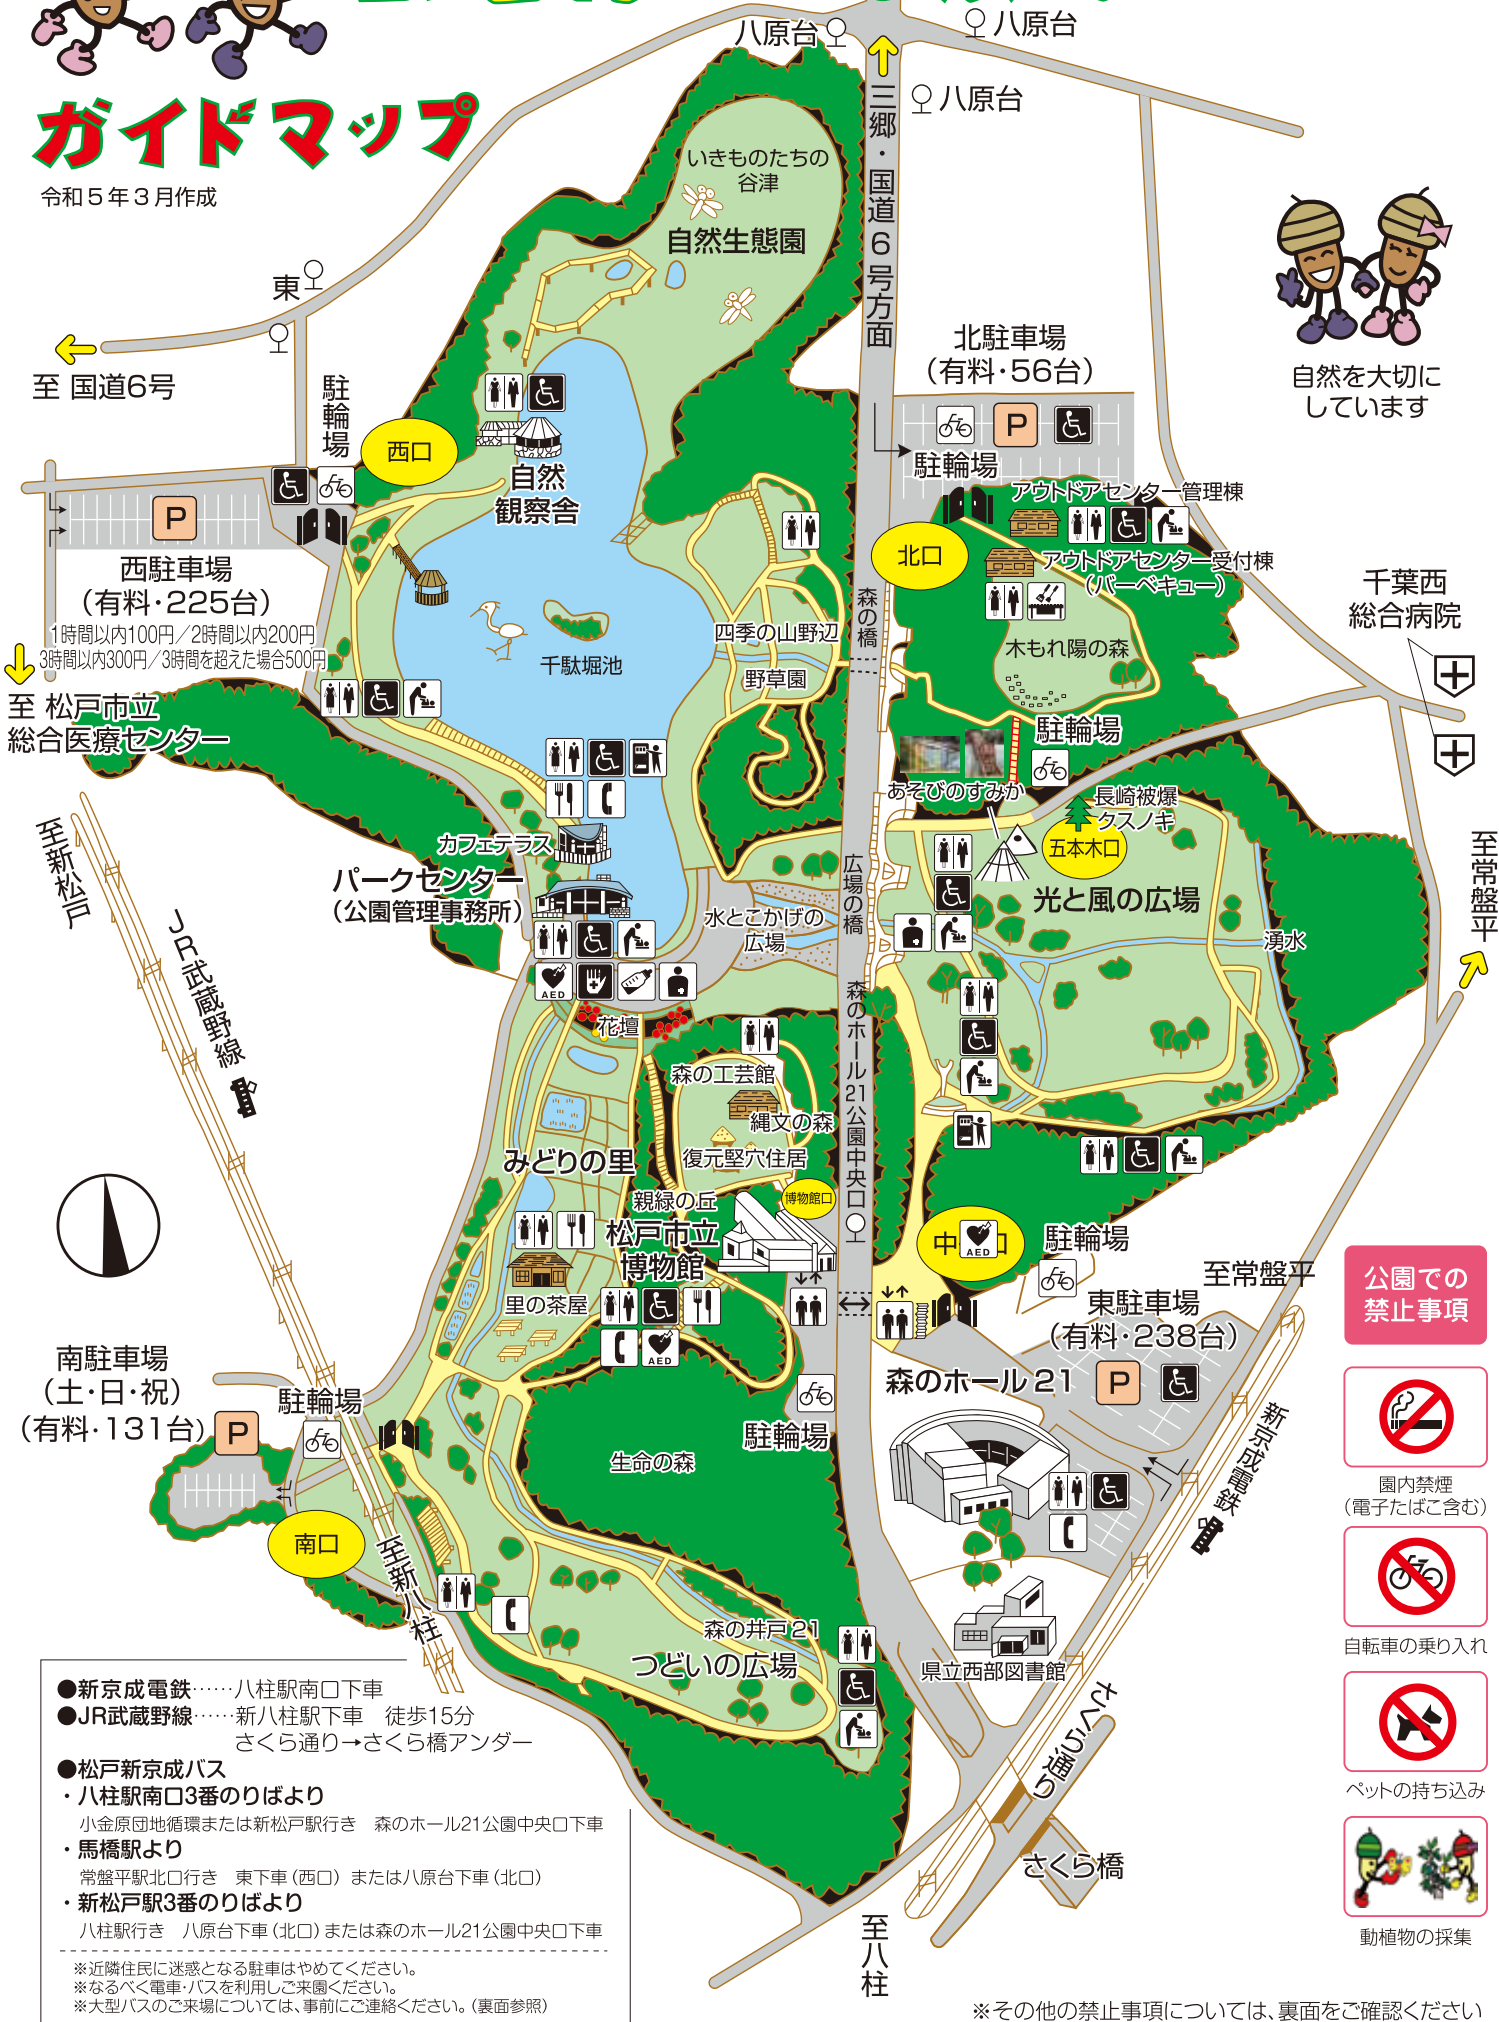 ガイドマップ
令和5年3月作成
八原台
八原台
八原台
三郷・国道6号方面
いきものたちの
谷津
自然生態園
東
至 国道6号
駐輪場
西口
自然
観察舎
P
西駐車場
(有料・225台)
1時間以内100円／2時間以内200円
3時間以内300円／3時間を超えた場合500円
至 松戸市立
総合医療センター
北駐車場
(有料・56台)
P
駐輪場
自然を大切に
しています
アウトドアセンター管理棟
北口
アウトドアセンター受付棟
(バーベキュー)
木もれ陽の森
千葉西
総合病院
森の橋
四季の山野辺
野草園
千駄堀池
駐輪場
あそびのすみか
長崎被爆
クスノキ
五本木口
光と風の広場
湧水
至常盤平
カフェテラス
パークセンター
(公園管理事務所)
広場の橋
水とこかげの
広場
AED
花壇
至新松戸
JR武蔵野線
森のホール21公園中央口
森の工芸館
縄文の森
復元竪穴住居
みどりの里
親緑の丘
博物館口
松戸市立
博物館
里の茶屋
AED
中 口
AED
駐輪場
至常盤平
東駐車場
(有料・238台)
P
森のホール21
新京成電鉄
南駐車場
(土・日・祝)
(有料・131台)
P
駐輪場
南口
至新八柱
生命の森
駐輪場
森の井戸21
つどいの広場
県立西部図書館
さくら通り
さくら橋
至八柱
公園での
禁止事項
園内禁煙
(電子たばこ含む)
自転車の乗り入れ
ペットの持ち込み
動植物の採集
●新京成電鉄……八柱駅南口下車
●JR武蔵野線……新八柱駅下車　徒歩15分
さくら通り→さくら橋アンダー
●松戸新京成バス
・八柱駅南口3番のりばより
小金原団地循環または新松戸駅行き　森のホール21公園中央口下車
・馬橋駅より
常盤平駅北口行き　東下車(西口) または八原台下車(北口)
・新松戸駅3番のりばより
八柱駅行き　八原台下車(北口)または森のホール21公園中央口下車
※近隣住民に迷惑となる駐車はやめてください。
※なるべく電車・バスを利用しご来園ください。
※大型バスのご来場については、事前にご連絡ください。(裏面参照)
※その他の禁止事項については、裏面をご確認ください